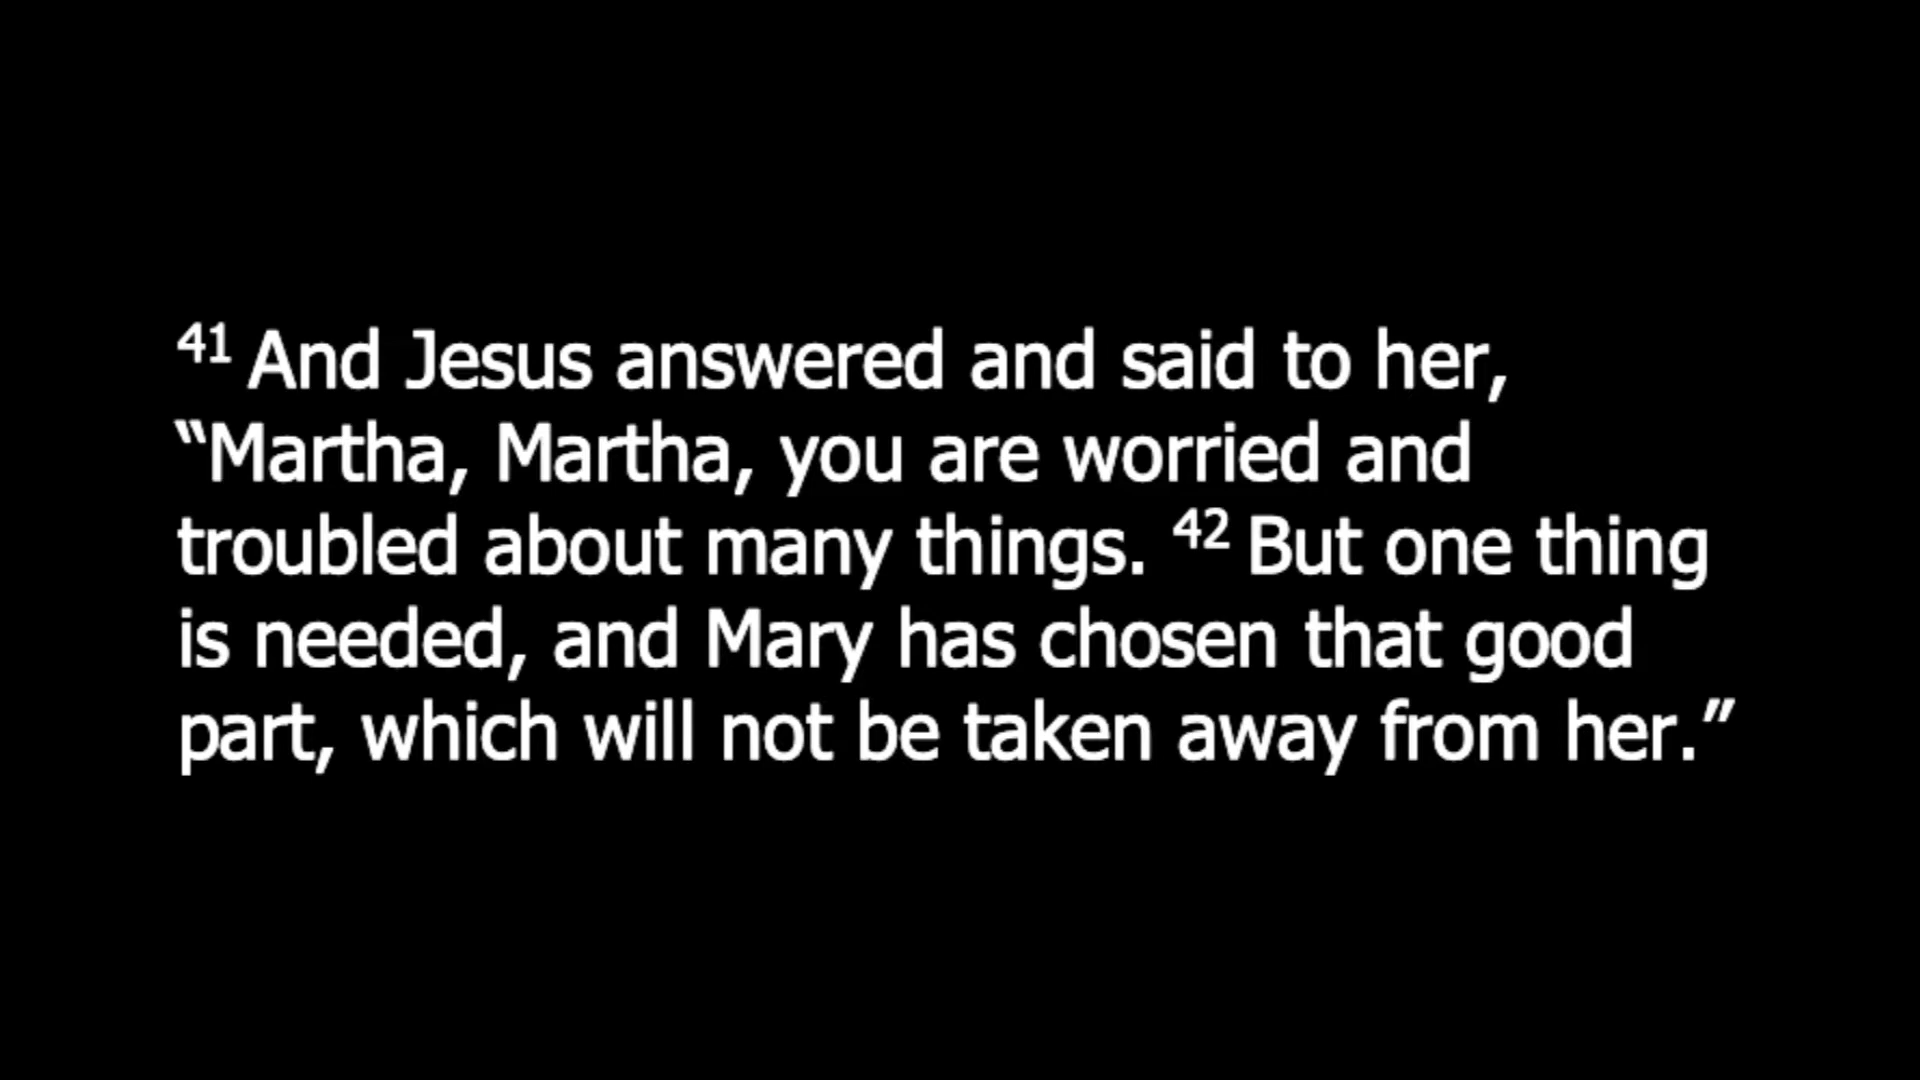 41 And Jesus answered and said to her,
“Martha, Martha, you are worried and
troubled about many things. 42 But one thing
is needed, and Mary has chosen that good
part, which will not be taken away from her.”